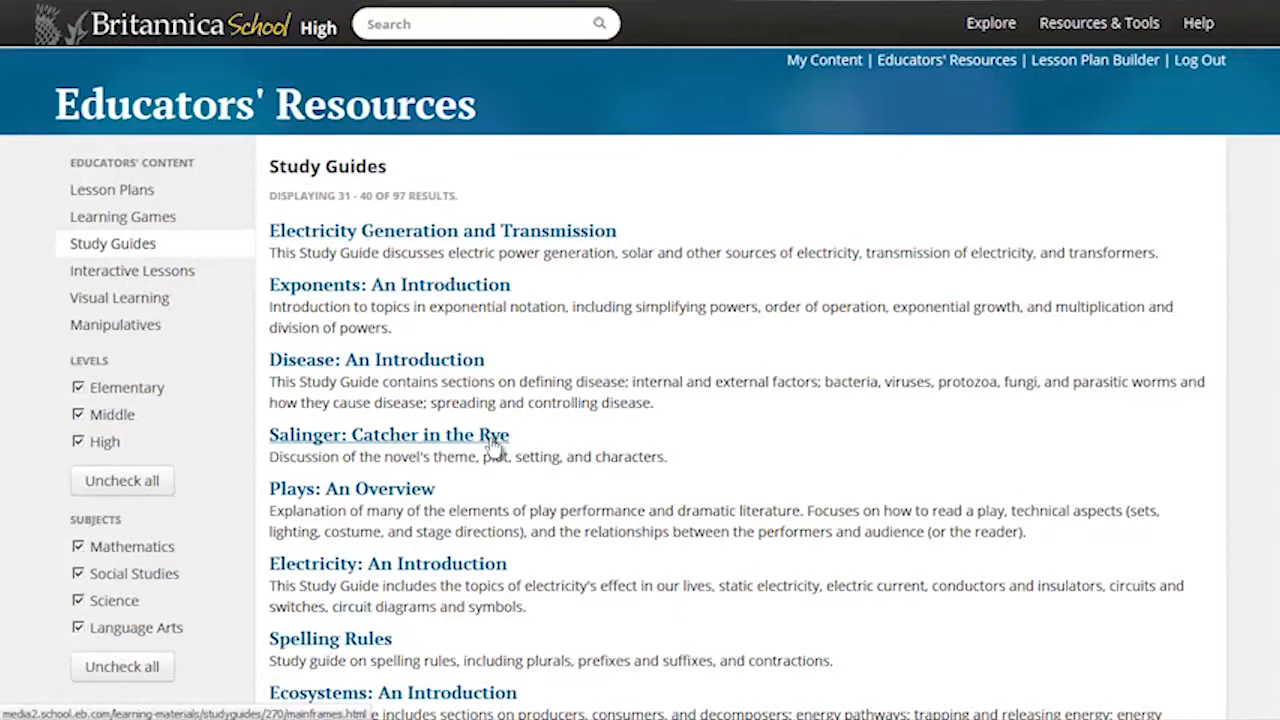 Britannica School High
Search
Explore
Resources & Tools
Help
My Content | Educators' Resources | Lesson Plan Builder | Log Out
Educators' Resources
EDUCATORS' CONTENT
Lesson Plans
Learning Games
Study Guides
Interactive Lessons
Visual Learning
Manipulatives
LEVELS
Elementary
Middle
High
Uncheck all
SUBJECTS
Mathematics
Social Studies
Science
Language Arts
Uncheck all
Study Guides
DISPLAYING 31 - 40 OF 97 RESULTS.
Electricity Generation and Transmission
This Study Guide discusses electric power generation, solar and other sources of electricity, transmission of electricity, and transformers.
Exponents: An Introduction
Introduction to topics in exponential notation, including simplifying powers, order of operation, exponential growth, and multiplication and
division of powers.
Disease: An Introduction
This Study Guide contains sections on defining disease; internal and external factors; bacteria, viruses, protozoa, fungi, and parasitic worms and
how they cause disease; spreading and controlling disease.
Salinger: Catcher in the Rye
Discussion of the novel's theme, plot, setting, and characters.
Plays: An Overview
Explanation of many of the elements of play performance and dramatic literature. Focuses on how to read a play, technical aspects (sets,
lighting, costume, and stage directions), and the relationships between the performers and audience (or the reader).
Electricity: An Introduction
This Study Guide includes the topics of electricity's effect in our lives, static electricity, electric current, conductors and insulators, circuits and
switches, circuit diagrams and symbols.
Spelling Rules
Study guide on spelling rules, including plurals, prefixes and suffixes, and contractions.
Ecosystems: An Introduction
includes sections on producers, consumers, and decomposers; energy pathways; trapping and releasing energy; energy
media2.school.eb.com/learning-materials/studyguides/270/mainframes.html